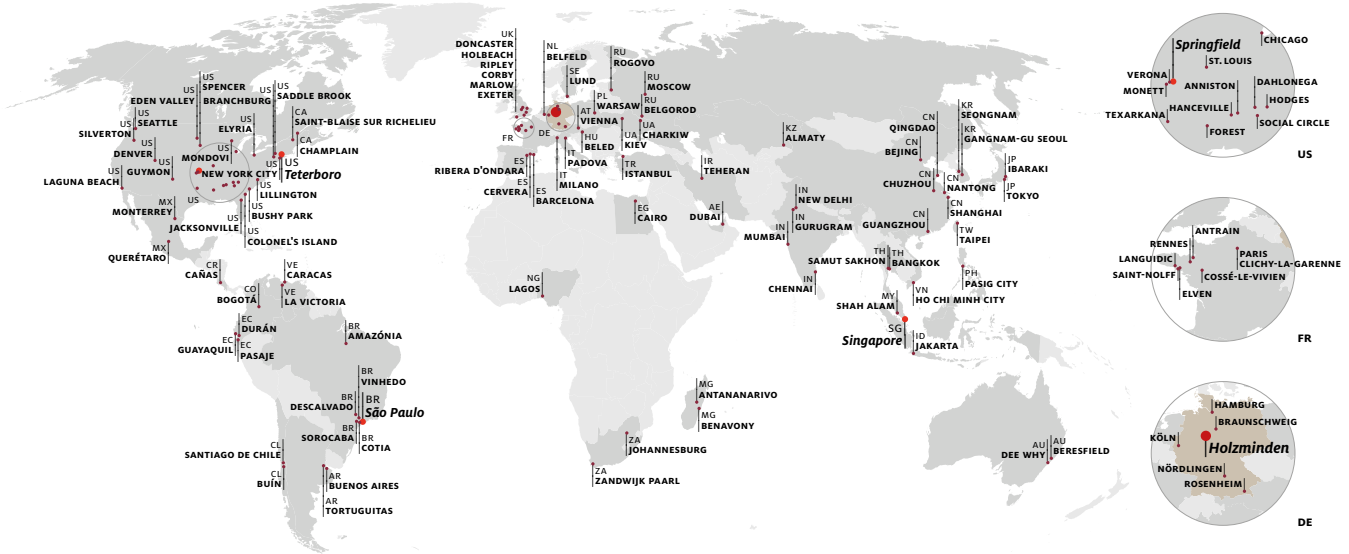 US
SPENCER
US
EDEN VALLEY
BRANCHBURG
US
US
SADDLE BROOK
US
SEATTLE
SILVERTON
US
ELYRIA
US
CA
SAINT-BLAISE SUR RICHELIEU
CA
CHAMPLAIN
US
DENVER
US
GUYMON
MONDOVI
US
US
LAGUNA BEACH
NEW YORK CITY
US
US
Teterboro
US
LILLINGTON
MX
MONTERREY
US
US
BUSHY PARK
US
JACKSONVILLE
US
COLONEL'S ISLAND
MX
QUERÉTARO
CR
CAÑAS
VE
CARACAS
CO
BOGOTÁ
VE
LA VICTORIA
EC
DURÁN
EC
GUAYAQUIL
EC
PASAJE
BR
AMAZÓNIA
BR
VINHEDO
BR
DESCALVADO
BR
São Paulo
BR
SOROCABA
BR
COTIA
CL
SANTIAGO DE CHILE
CL
BUÍN
AR
BUENOS AIRES
AR
TORTUGUITAS
UK
DONCASTER
HOLBEACH
RIPLEY
CORBY
MARLOW
EXETER
NL
BELFELD
SE
LUND
RU
ROGOVO
RU
MOSCOW
PL
WARSAW
RU
BELGOROD
AT
VIENNA
UA
CHARKIW
UA
KIEV
FR
DE
HU
BELED
IT
PADOVA
IT
MILANO
TR
ISTANBUL
ES
RIBERA D'ONDARA
ES
CERVERA
ES
BARCELONA
EG
CAIRO
NG
LAGOS
IR
TEHERAN
AE
DUBAI
KZ
ALMATY
IN
NEW DELHI
IN
GURUGRAM
IN
MUMBAI
IN
CHENNAI
MG
ANTANANARIVO
MG
BENAVONY
ZA
JOHANNESBURG
ZA
ZANDWIJK PAARL
KR
SEONGNAM
CN
QINGDAO
KR
GANGNAM-GU SEOUL
CN
BEJING
JP
IBARAKI
CN
CHUZHOU
CN
NANTONG
JP
TOKYO
CN
SHANGHAI
CN
GUANGZHOU
TW
TAIPEI
TH
SAMUT SAKHON
TH
BANGKOK
PH
PASIG CITY
VN
HO CHI MINH CITY
MY
SHAH ALAM
SG
Singapore
ID
JAKARTA
AU
DEE WHY
AU
BERESFIELD
Springfield
CHICAGO
ST. LOUIS
VERONA
MONETT
ANNISTON
DAHLONEGA
HANCEVILLE
HODGES
TEXARKANA
SOCIAL CIRCLE
FOREST
US
ANTRAIN
RENNES
LANGUIDIC
PARIS
CLICHY-LA-GARENNE
SAINT-NOLFF
COSSÉ-LE-VIVIEN
ELVEN
FR
HAMBURG
BRAUNSCHWEIG
KÖLN
Holzminden
NÖRDLINGEN
ROSENHEIM
DE